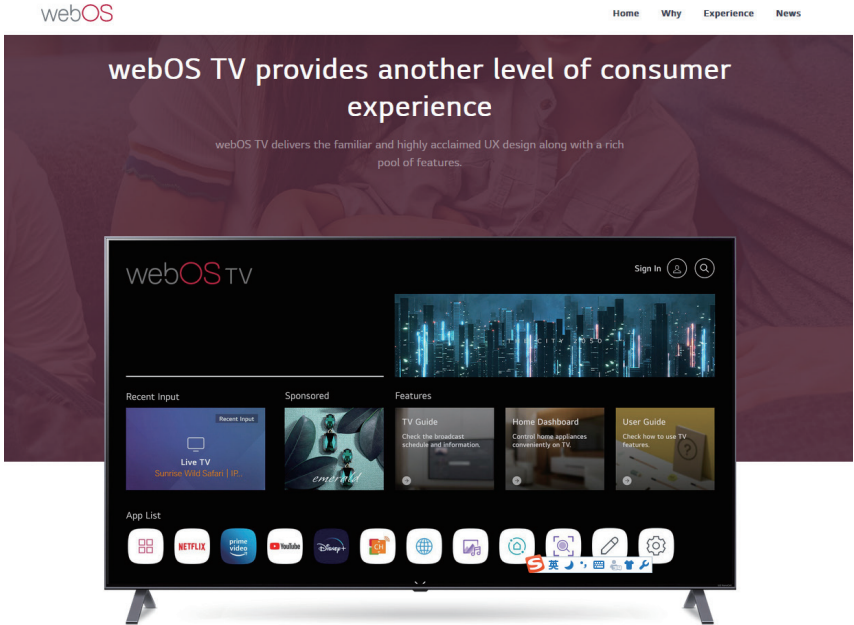 webOS
Home Why Experience News
webOS TV provides another level of consumer
experience
webOS TV delivers the familiar and highly acclaimed UX design along with a rich
pool of features.
webOS TV
Sign In
THE CITY 2050
Recent Input
Sponsored
Features
Recent Input
Live TV
Sunrise Wild Safari | IP..
emerald
TV Guide
Check the broadcast
schedule and information.
Home Dashboard
Control home appliances
conveniently on TV.
User Guide
Check how to use TV
features.
App List
NETFLIX
prime
video
YouTube
Disney+
CH
S 英